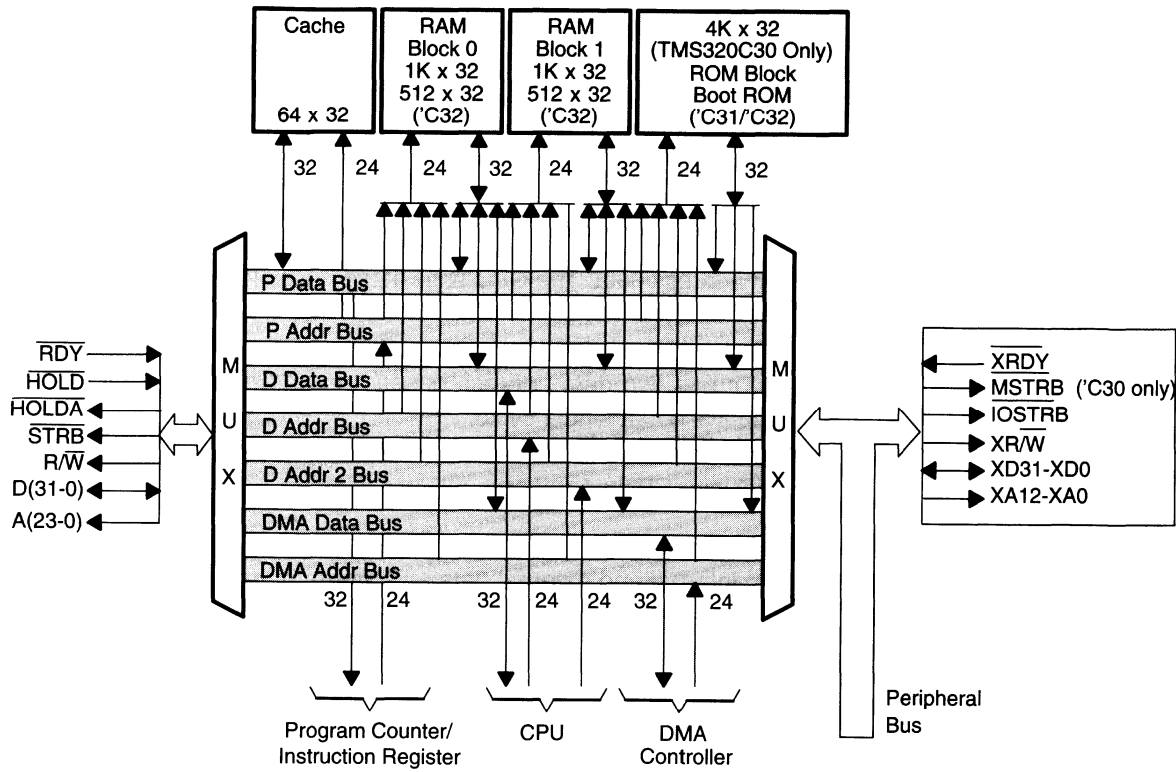 Cache
64 x 32
RAM
Block 0
1K x 32
512 x 32
('C32)
RAM
Block 1
1K x 32
512 x 32
('C32)
4K x 32
(TMS320C30 Only)
ROM Block
Boot ROM
('C31/'C32)
32
24
24
32
24
32
24
32
MUX
P Data Bus
P Addr Bus
D Data Bus
D Addr Bus
D Addr 2 Bus
DMA Data Bus
DMA Addr Bus
MUX
RDY
HOLD
HOLDA
STRB
R/W
D(31-0)
A(23-0)
XRDY
MSTRB ('C30 only)
IOSTRB
XR/W
XD31-XD0
XA12-XA0
32
24
32
24
24
32
24
Program Counter/
Instruction Register
CPU
DMA
Controller
Peripheral
Bus